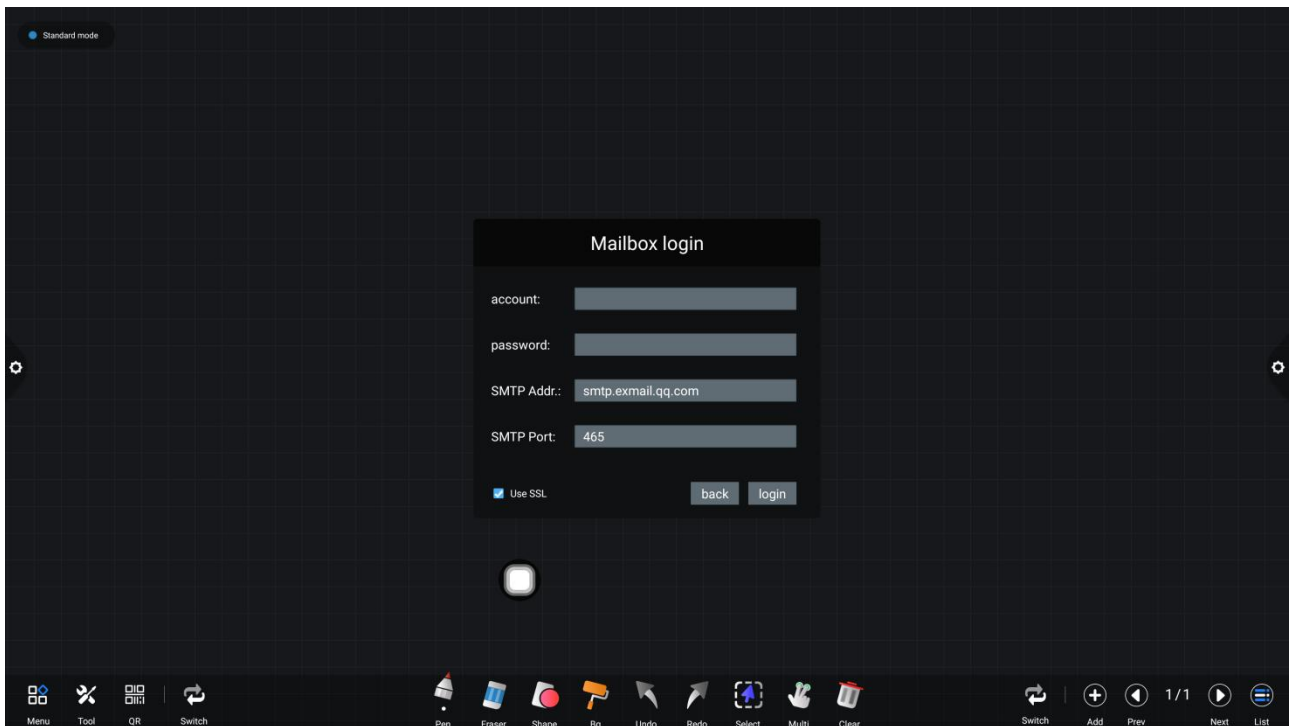 Standard mode
Mailbox login
account:
password:
SMTP Addr.: smtp.exmail.qq.com
SMTP Port: 465
Use SSL back login
1/1
Menu Tool QR Switch Pen Eraser Shape Bg Undo Redo Select Multi Clear Switch Add Prev Next List